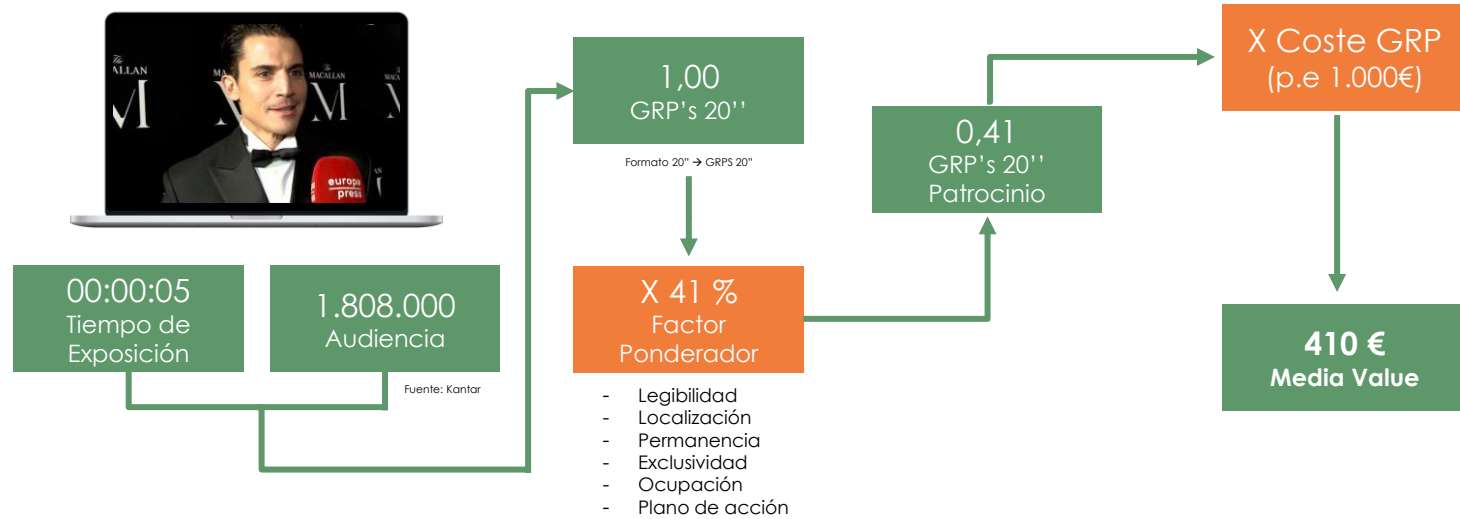 The
MACALLAN
M
europa
press
00:00:05
Tiempo de
Exposición
1.808.000
Audiencia
Fuente: Kantar
1,00
GRP's 20''
Formato 20" → GRPS 20"
X 41 %
Factor
Ponderador
- Legibilidad
- Localización
- Permanencia
- Exclusividad
- Ocupación
- Plano de acción
0,41
GRP's 20''
Patrocinio
X Coste GRP
(p.e 1.000€)
410 €
Media Value